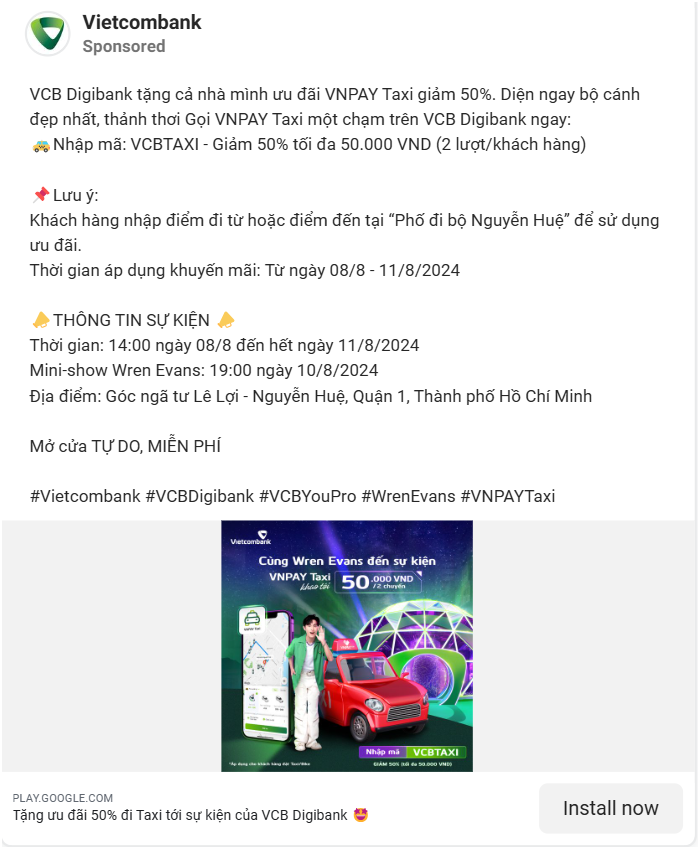 Vietcombank
Sponsored
VCB Digibank tặng cả nhà mình ưu đãi VNPAY Taxi giảm 50%. Diện ngay bộ cánh
đẹp nhất, thảnh thơi Gọi VNPAY Taxi một chạm trên VCB Digibank ngay:
🚕Nhập mã: VCBTAXI - Giảm 50% tối đa 50.000 VND (2 lượt/khách hàng)
📌Lưu ý:
Khách hàng nhập điểm đi từ hoặc điểm đến tại “Phố đi bộ Nguyễn Huệ” để sử dụng
ưu đãi.
Thời gian áp dụng khuyến mãi: Từ ngày 08/8 - 11/8/2024
📣THÔNG TIN SỰ KIỆN 📣
Thời gian: 14:00 ngày 08/8 đến hết ngày 11/8/2024
Mini-show Wren Evans: 19:00 ngày 10/8/2024
Địa điểm: Góc ngã tư Lê Lợi - Nguyễn Huệ, Quận 1, Thành phố Hồ Chí Minh
Mở cửa TỰ DO, MIỄN PHÍ
#Vietcombank #VCBDigibank #VCBYouPro #WrenEvans #VNPAYTaxi
Vietcombank
Cùng Wren Evans đến sự kiện
VNPAY Taxi
khao tới
50.000 VND
/2 chuyến
Nhập mã VCBTAXI
*Áp dụng cho khách hàng đặt Taxi/Bike
GIẢM 50% (tối đa 50.000 VND)
PLAY.GOOGLE.COM
Tặng ưu đãi 50% đi Taxi tới sự kiện của VCB Digibank 🤩
Install now